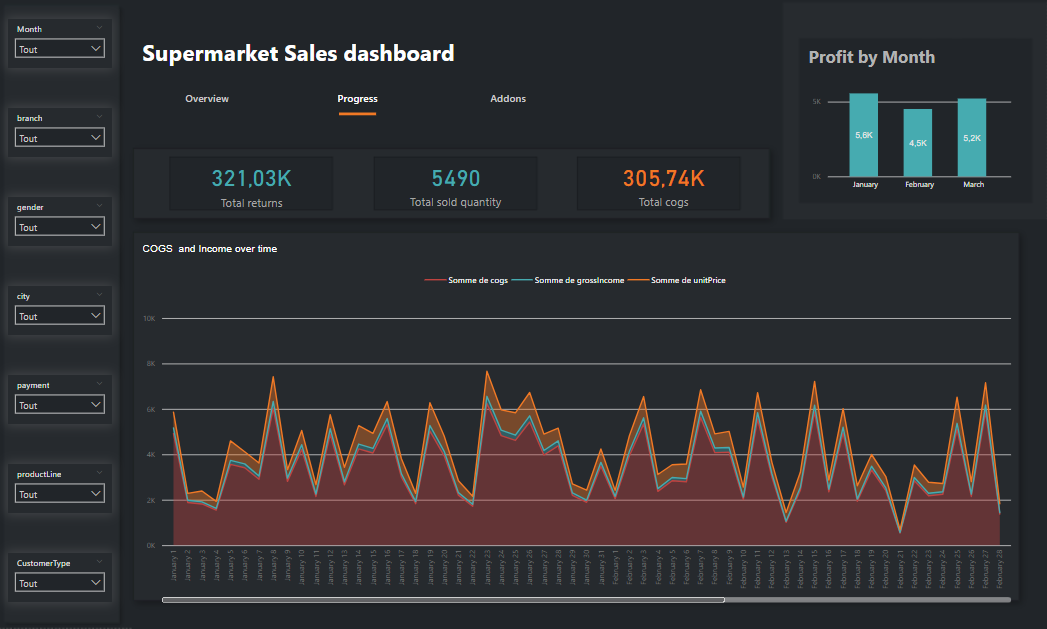 Month
Tout
branch
Tout
gender
Tout
city
Tout
payment
Tout
productLine
Tout
CustomerType
Tout
Supermarket Sales dashboard
Overview
Progress
Addons
321,03K
Total returns
5490
Total sold quantity
305,74K
Total cogs
Profit by Month
5K
0K
5,6K
4,5K
5,2K
January
February
March
COGS and Income over time
Somme de cogs
Somme de grossIncome
Somme de unitPrice
10K
8K
6K
4K
2K
0K
January 1
January 2
January 3
January 4
January 5
January 6
January 7
January 8
January 9
January 10
January 11
January 12
January 13
January 14
January 15
January 16
January 17
January 18
January 19
January 20
January 21
January 22
January 23
January 24
January 25
January 26
January 27
January 28
January 29
January 30
January 31
February 1
February 2
February 3
February 4
February 5
February 6
February 7
February 8
February 9
February 10
February 11
February 12
February 13
February 14
February 15
February 16
February 17
February 18
February 19
February 20
February 21
February 22
February 23
February 24
February 25
February 26
February 27
February 28